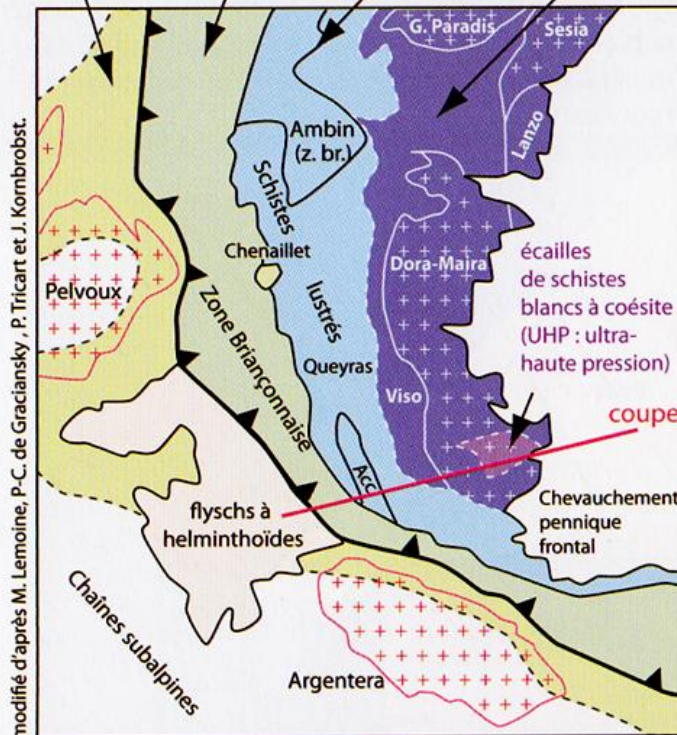 G. Paradis
Sesia
Lanzo
Ambin
(z. br.)
Schistes
lustrés
Chenaillet
Dora-Maira
écailles
de schistes
blancs à coésite
(UHP : ultra-
haute pression)
Pelvoux
Zone Briançonnaise
Queyras
Viso
coupe
Acc
Chevauchement
pennique
frontal
flyschs à
helminthoïdes
Chaînes subalpines
Argentera
modifié d'après M. Lemoine, P-C. de Graciansky , P. Tricart et J. Kornbrobst.